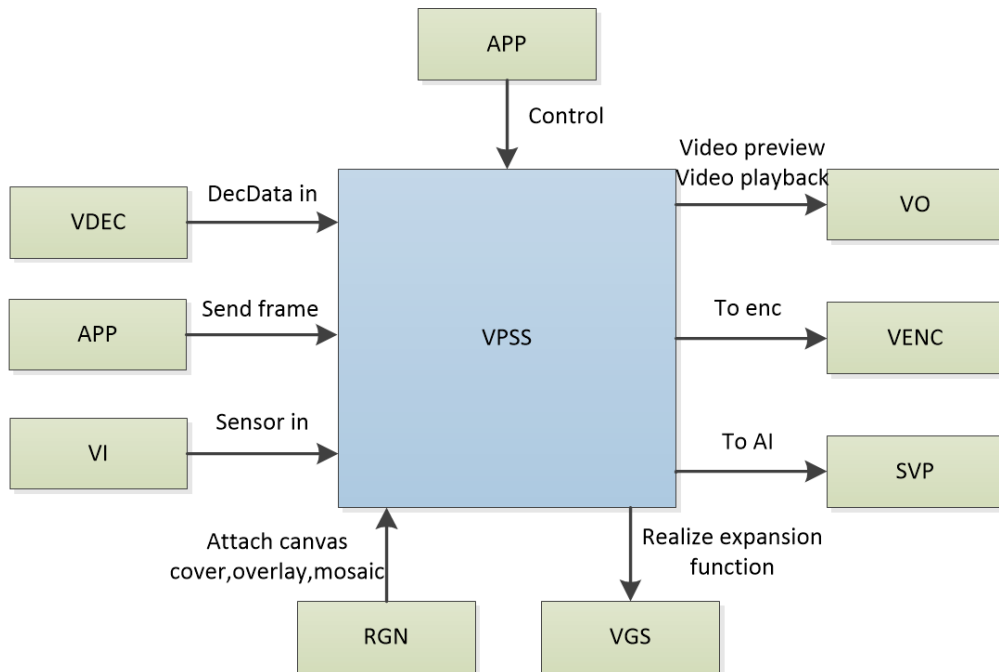 APP
Control
Video preview
Video playback
DecData in
VDEC
VO
Send frame
APP
VPSS
To enc
VENC
Sensor in
VI
To AI
SVP
Attach canvas
cover,overlay,mosaic
Realize expansion
function
RGN
VGS